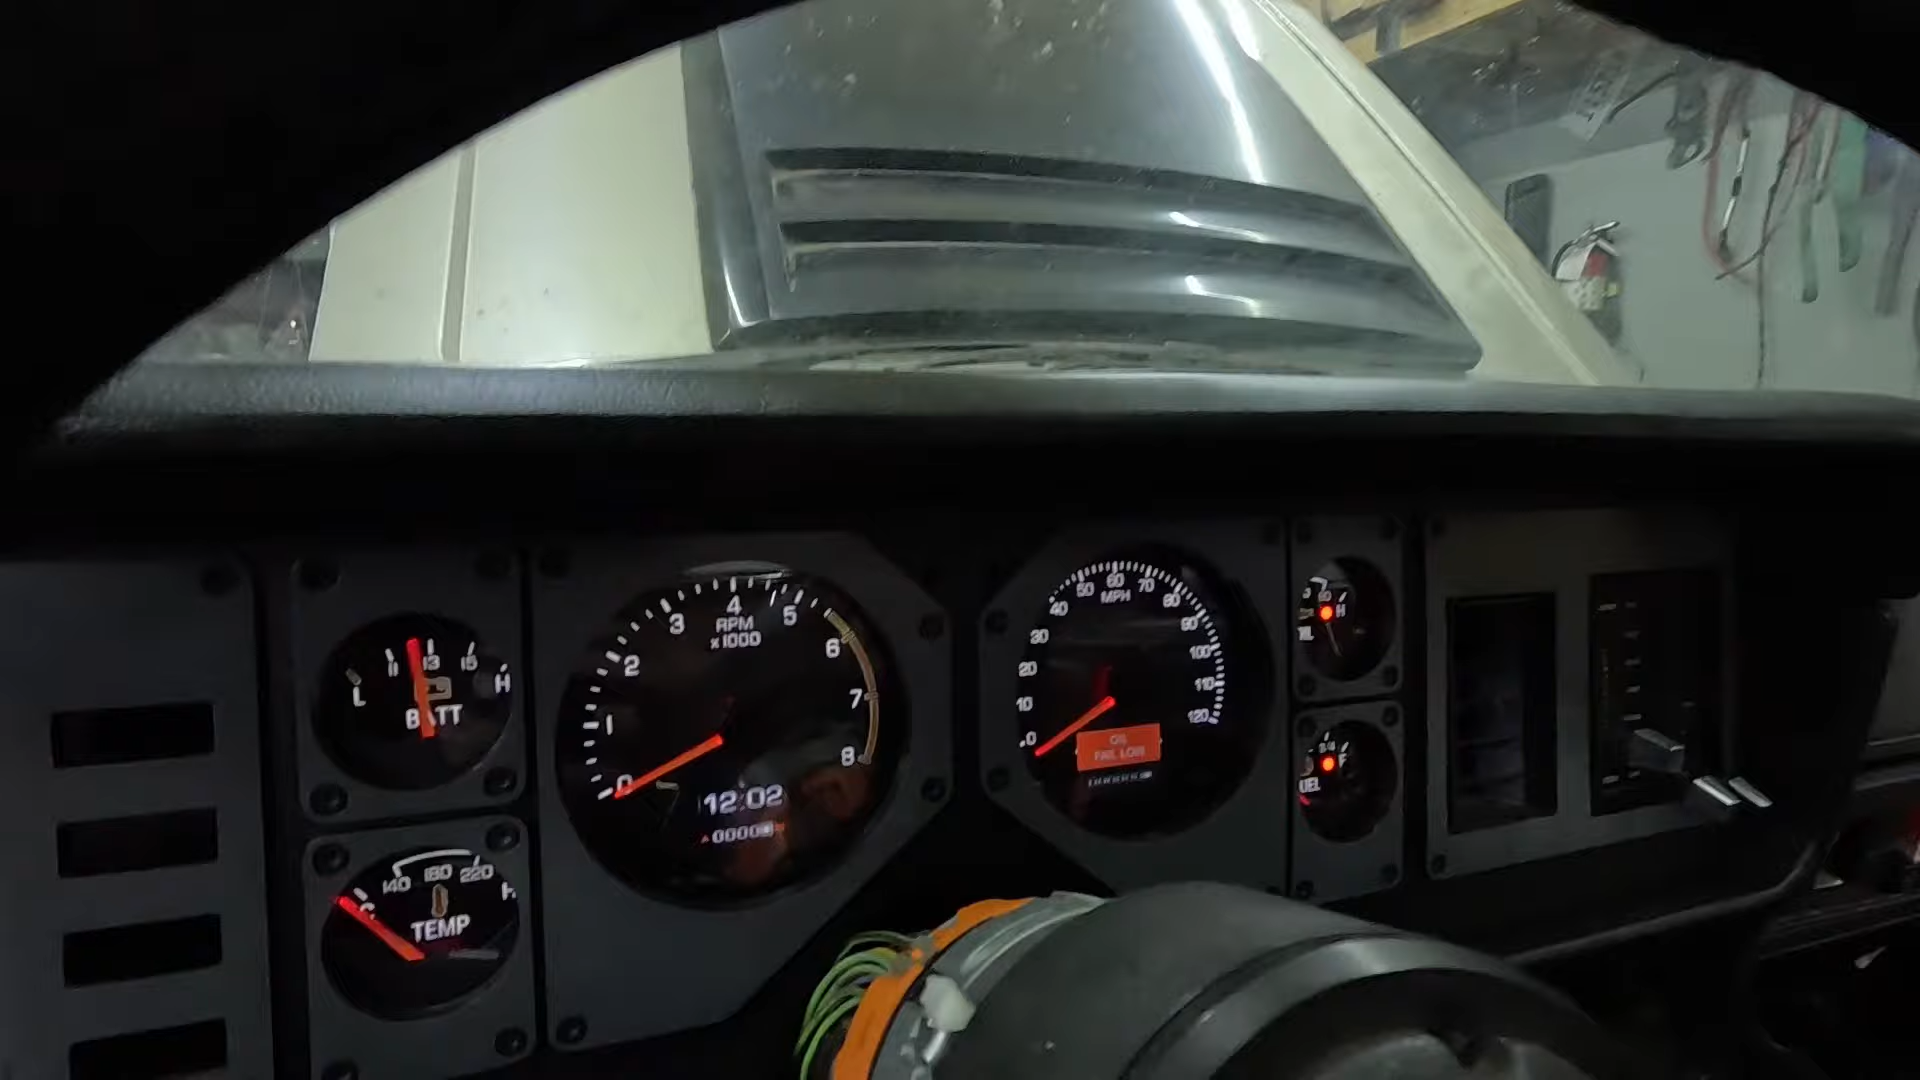 L 11 13 15 H
BATT
140 180 220
C H
TEMP
0 1 2 3 4 5 6 7 8
RPM
x1000
12:02
0 10 20 30 40 50 60 70 80 90 100 110 120
MPH
OIL
FAIL LOW
H
F